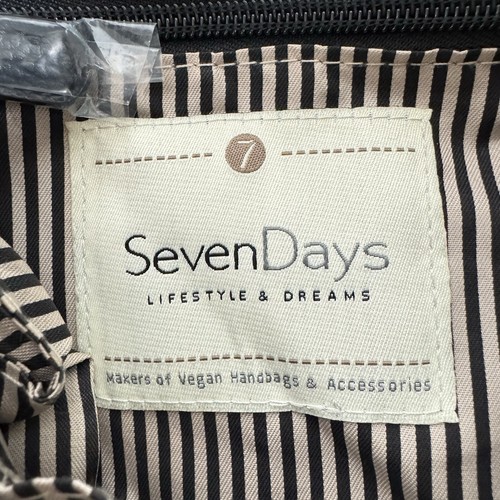 7
SevenDays
LIFESTYLE & DREAMS
Makers of Vegan Handbags & Accessories